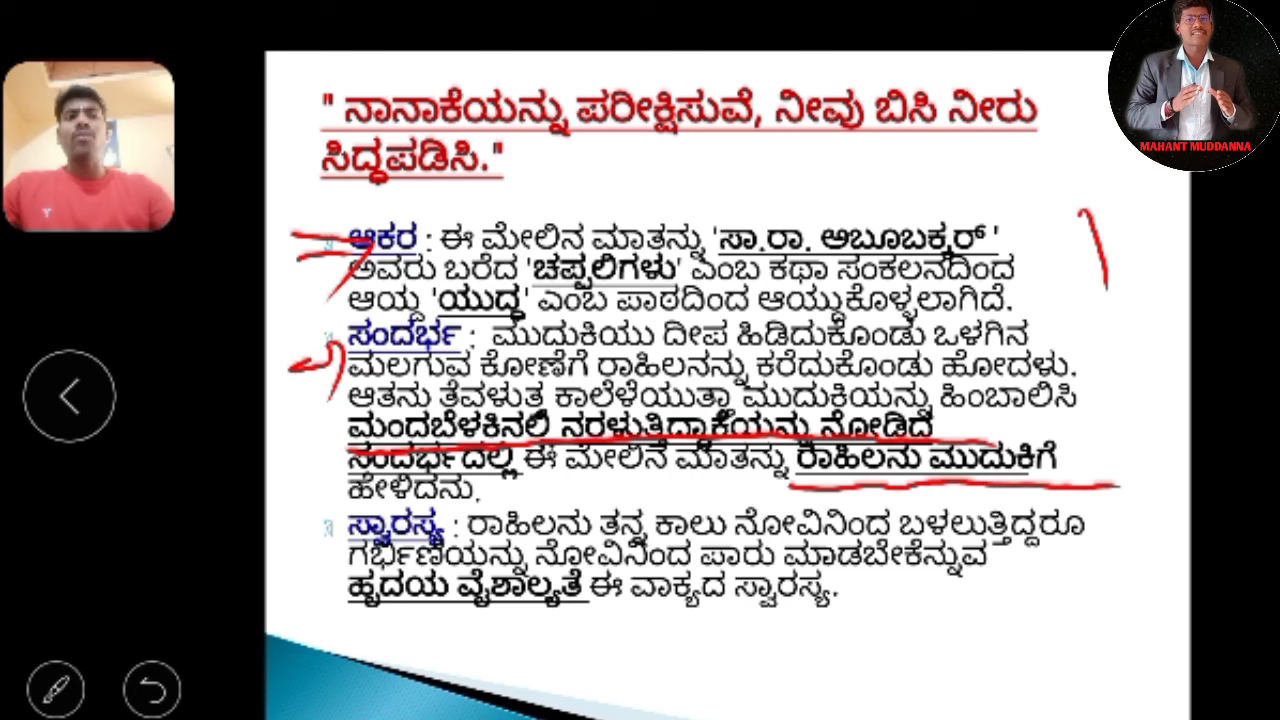 " ನಾನಾಕೆಯನ್ನು ಪರೀಕ್ಷಿಸುವೆ, ನೀವು ಬಿಸಿ ನೀರು
ಸಿದ್ಧಪಡಿಸಿ."
MAHANT MUDDANNA
ಆಕರ : ಈ ಮೇಲಿನ ಮಾತನ್ನು 'ಸಾ.ರಾ. ಅಬೂಬಕ್ಕರ್ '
ಅವರು ಬರೆದ 'ಚಪ್ಪಲಿಗಳು' ಎಂಬ ಕಥಾ ಸಂಕಲನದಿಂದ
ಆಯ್ದ 'ಯುದ್ಧ' ಎಂಬ ಪಾಠದಿಂದ ಆಯ್ದುಕೊಳ್ಳಲಾಗಿದೆ.
ಸಂದರ್ಭ : ಮುದುಕಿಯು ದೀಪ ಹಿಡಿದುಕೊಂಡು ಒಳಗಿನ
ಮಲಗುವ ಕೋಣೆಗೆ ರಾಹಿಲನನ್ನು ಕರೆದುಕೊಂಡು ಹೋದಳು.
ಆತನು ತೆವಳುತ್ತ ಕಾಲೆಳೆಯುತ್ತಾ ಮುದುಕಿಯನ್ನು ಹಿಂಬಾಲಿಸಿ
ಮಂದಬೆಳಕಿನಲ್ಲಿ ನರಳುತ್ತಿದ್ದಾಕೆಯನ್ನು ನೋಡಿದ
ಸಂದರ್ಭದಲ್ಲಿ ಈ ಮೇಲಿನ ಮಾತನ್ನು ರಾಹಿಲನು ಮುದುಕಿಗೆ
ಹೇಳಿದನು.
ಸ್ವಾರಸ್ಯ : ರಾಹಿಲನು ತನ್ನ ಕಾಲು ನೋವಿನಿಂದ ಬಳಲುತ್ತಿದ್ದರೂ
ಗರ್ಭಿಣಿಯನ್ನು ನೋವಿನಿಂದ ಪಾರು ಮಾಡಬೇಕೆನ್ನುವ
ಹೃದಯ ವೈಶಾಲ್ಯತೆ ಈ ವಾಕ್ಯದ ಸ್ವಾರಸ್ಯ.